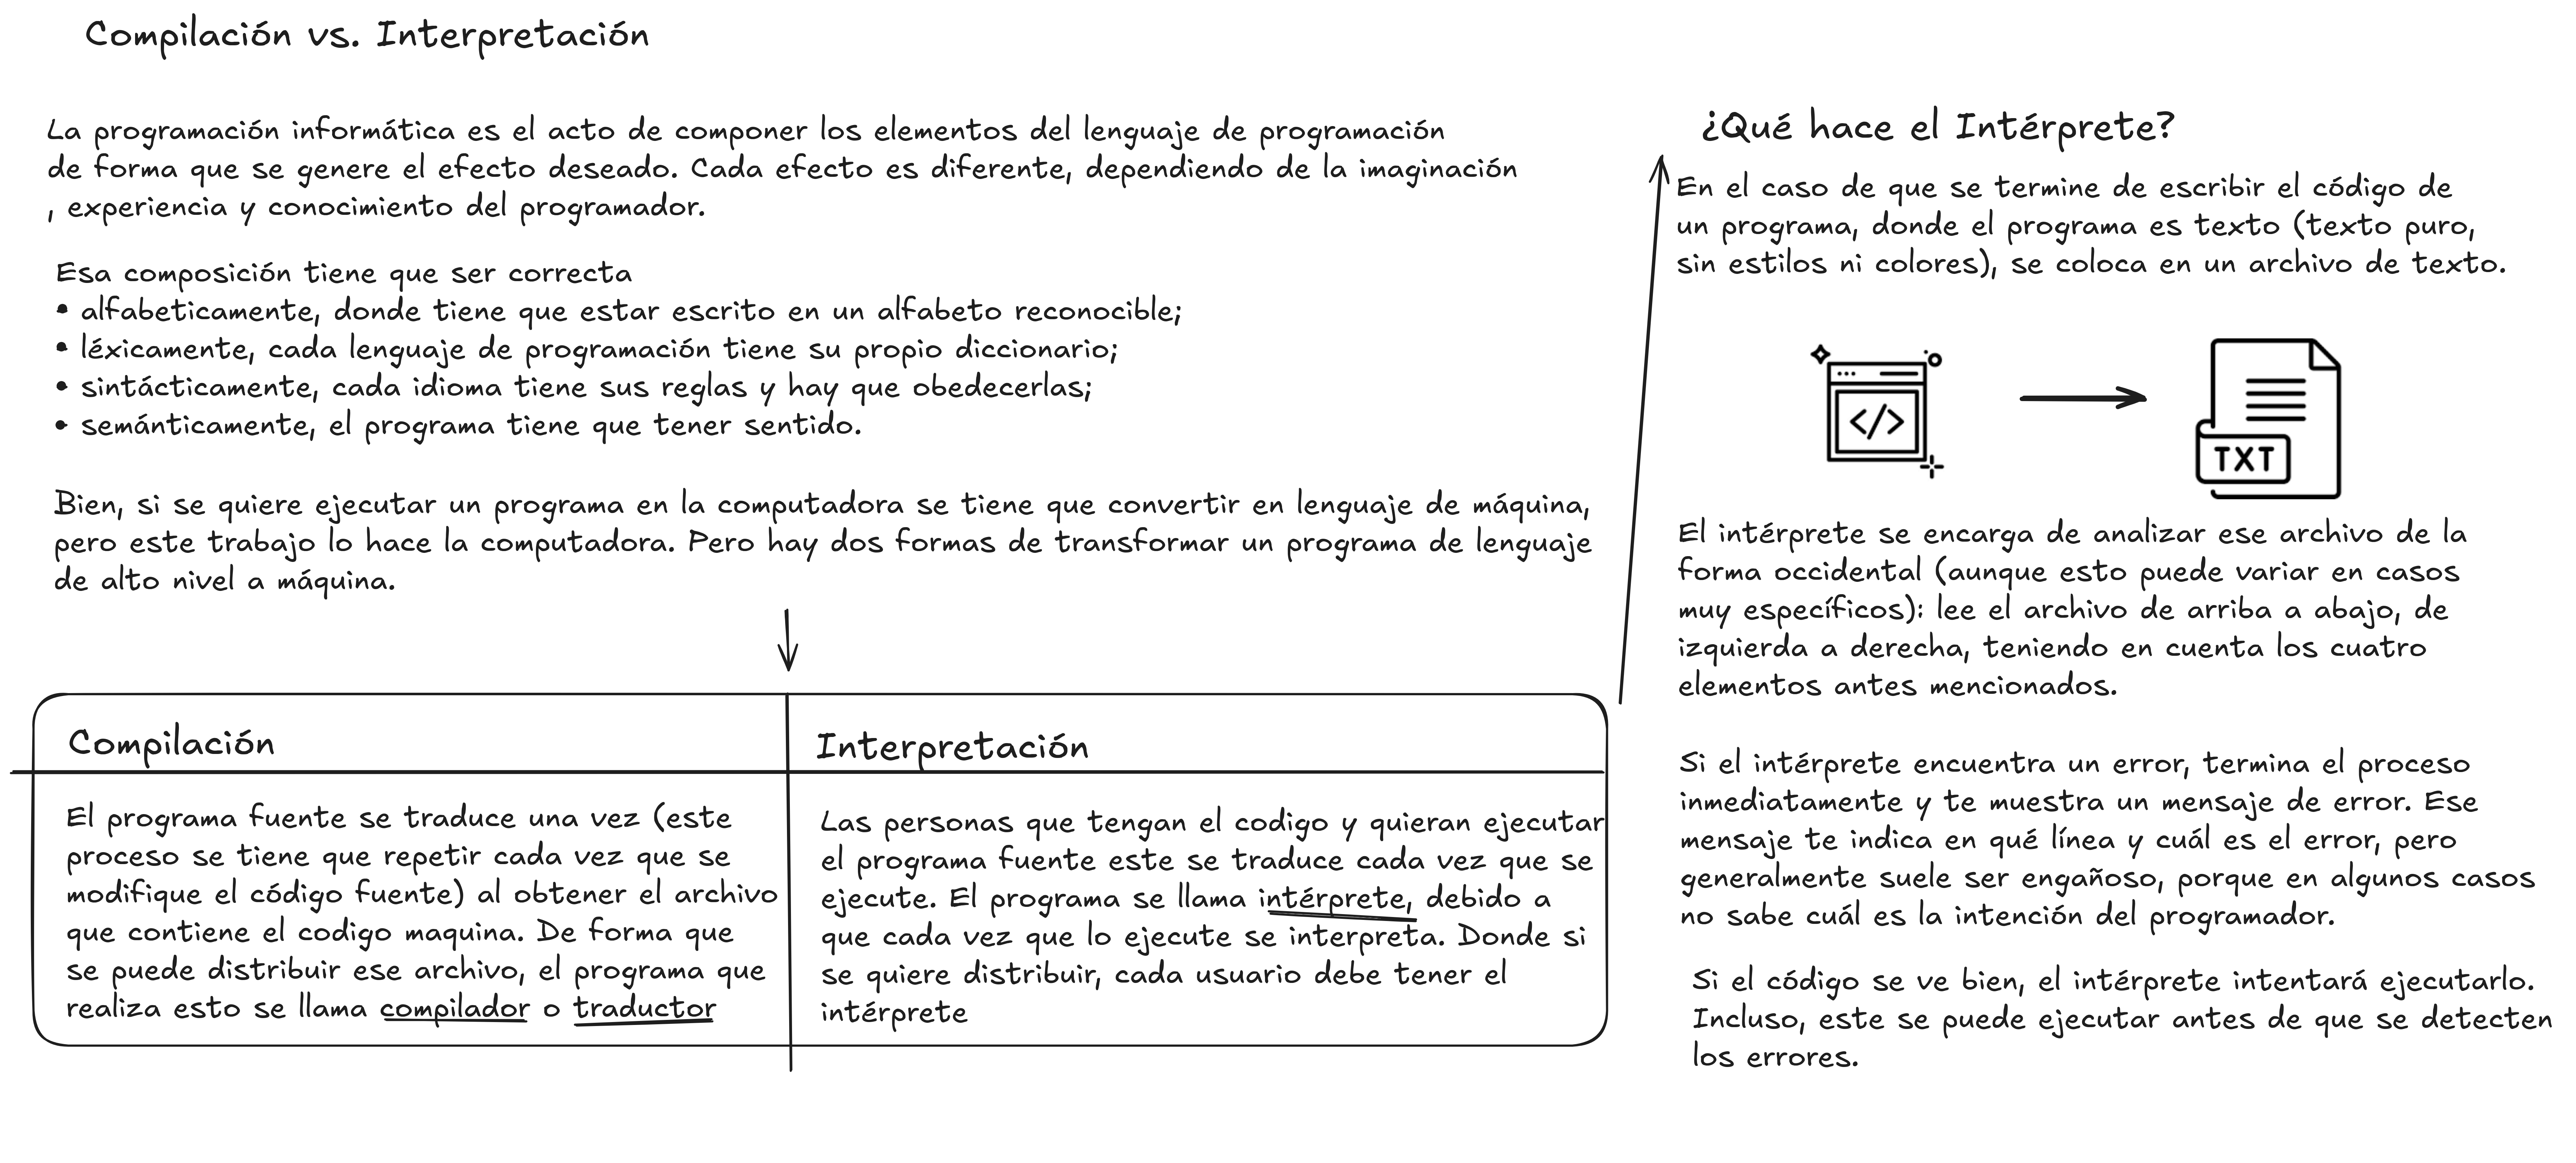 Compilación vs. Interpretación
La programación informática es el acto de componer los elementos del lenguaje de programación
de forma que se genere el efecto deseado. Cada efecto es diferente, dependiendo de la imaginación
, experiencia y conocimiento del programador.
Esa composición tiene que ser correcta
• alfabeticamente, donde tiene que estar escrito en un alfabeto reconocible;
• léxicamente, cada lenguaje de programación tiene su propio diccionario;
• sintácticamente, cada idioma tiene sus reglas y hay que obedecerlas;
• semánticamente, el programa tiene que tener sentido.
Bien, si se quiere ejecutar un programa en la computadora se tiene que convertir en lenguaje de máquina,
pero este trabajo lo hace la computadora. Pero hay dos formas de transformar un programa de lenguaje
de alto nivel a máquina.
Compilación
El programa fuente se traduce una vez (este
proceso se tiene que repetir cada vez que se
modifique el código fuente) al obtener el archivo
que contiene el codigo maquina. De forma que
se puede distribuir ese archivo, el programa que
realiza esto se llama compilador o traductor
Interpretación
Las personas que tengan el codigo y quieran ejecutar
el programa fuente este se traduce cada vez que se
ejecute. El programa se llama intérprete, debido a
que cada vez que lo ejecute se interpreta. Donde si
se quiere distribuir, cada usuario debe tener el
intérprete
¿Qué hace el Intérprete?
En el caso de que se termine de escribir el código de
un programa, donde el programa es texto (texto puro,
sin estilos ni colores), se coloca en un archivo de texto.
</>
TXT
El intérprete se encarga de analizar ese archivo de la
forma occidental (aunque esto puede variar en casos
muy específicos): lee el archivo de arriba a abajo, de
izquierda a derecha, teniendo en cuenta los cuatro
elementos antes mencionados.
Si el intérprete encuentra un error, termina el proceso
inmediatamente y te muestra un mensaje de error. Ese
mensaje te indica en qué línea y cuál es el error, pero
generalmente suele ser engañoso, porque en algunos casos
no sabe cuál es la intención del programador.
Si el código se ve bien, el intérprete intentará ejecutarlo.
Incluso, este se puede ejecutar antes de que se detecten
los errores.